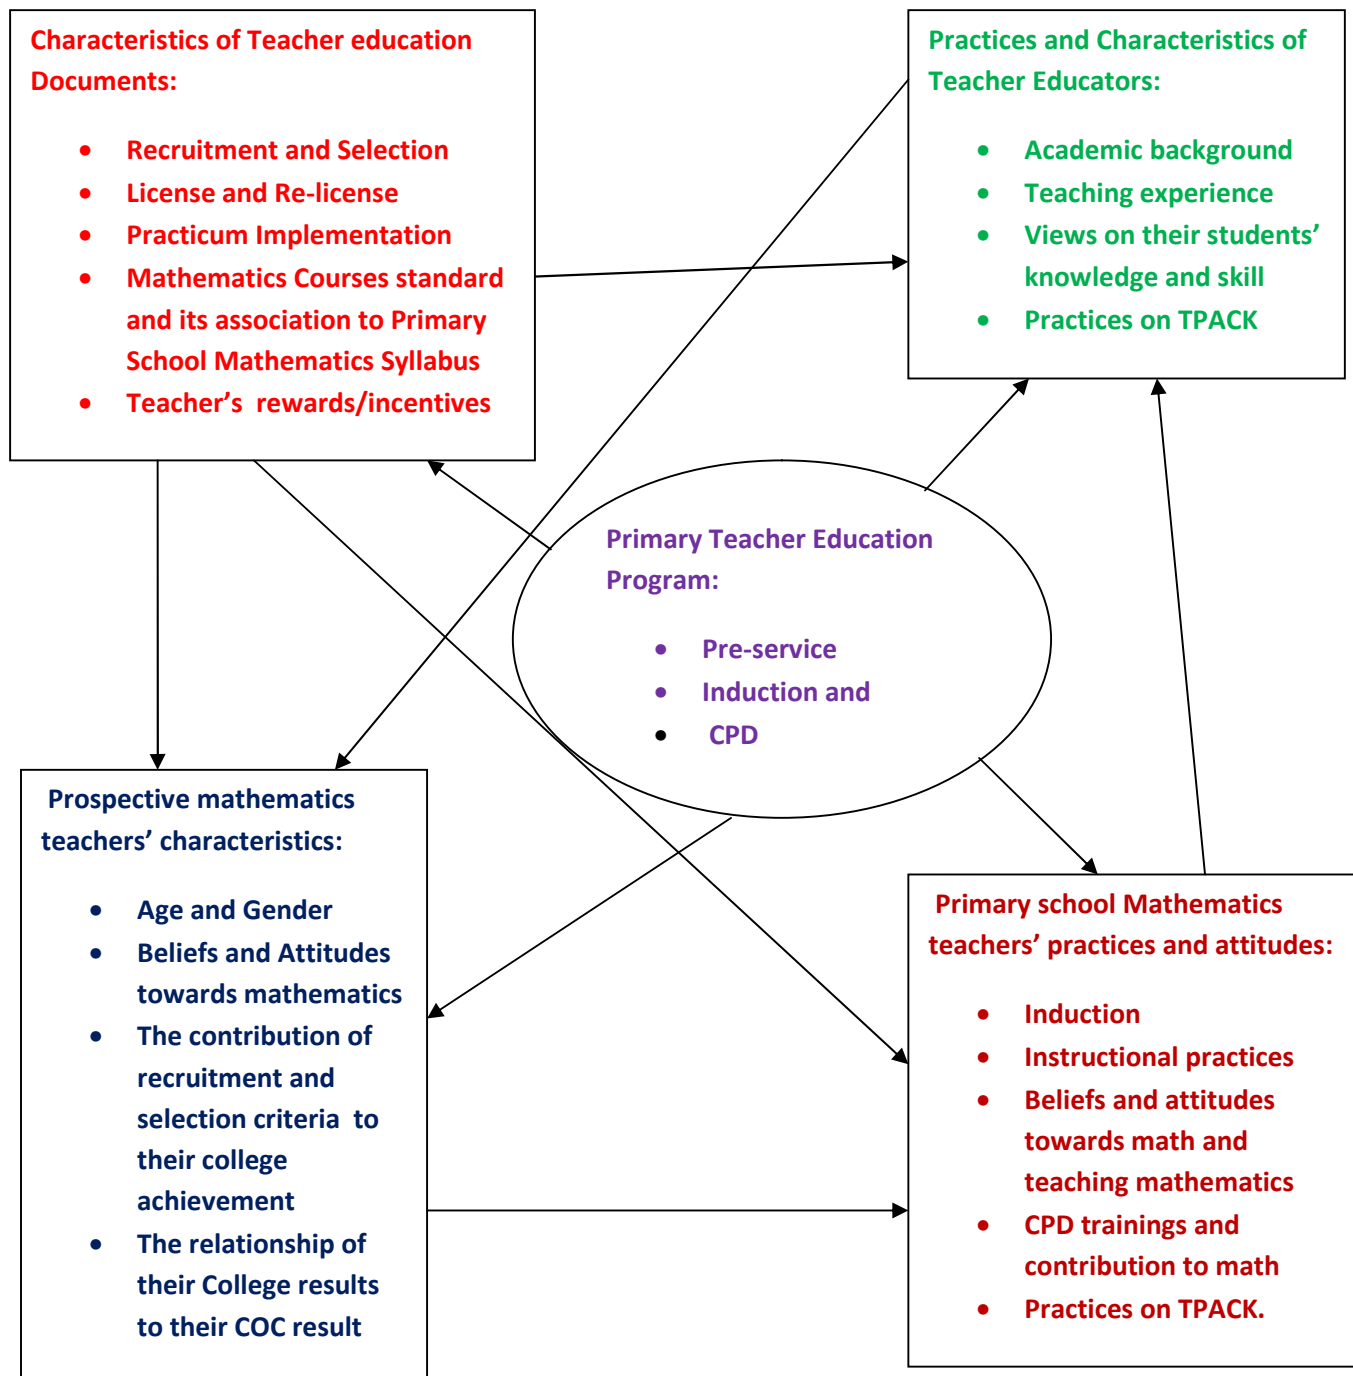 Characteristics of Teacher education
Documents:
• Recruitment and Selection
• License and Re-license
• Practicum Implementation
• Mathematics Courses standard
and its association to Primary
School Mathematics Syllabus
• Teacher's rewards/incentives
Practices and Characteristics of
Teacher Educators:
• Academic background
• Teaching experience
• Views on their students’
knowledge and skill
• Practices on TPACK
Primary Teacher Education
Program:
• Pre-service
• Induction and
• CPD
Prospective mathematics
teachers’ characteristics:
• Age and Gender
• Beliefs and Attitudes
towards mathematics
• The contribution of
recruitment and
selection criteria to
their college
achievement
• The relationship of
their College results
to their COC result
Primary school Mathematics
teachers’ practices and attitudes:
• Induction
• Instructional practices
• Beliefs and attitudes
towards math and
teaching mathematics
• CPD trainings and
contribution to math
• Practices on TPACK.